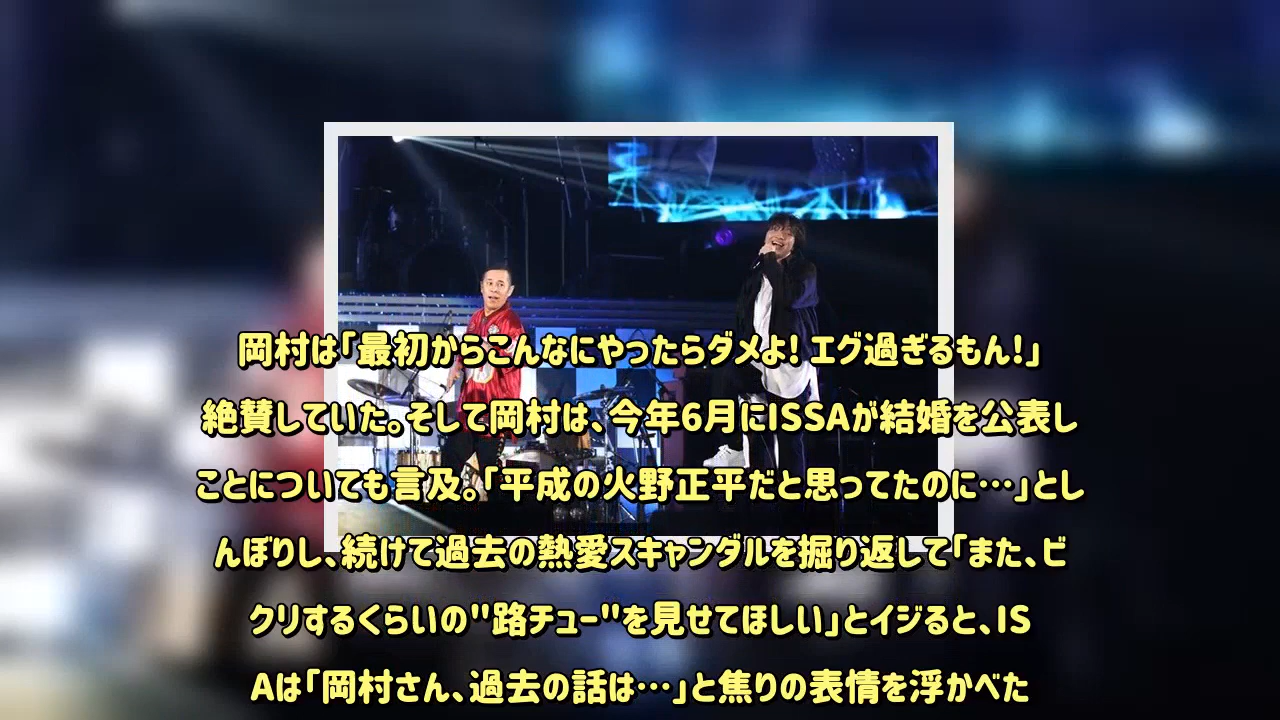 岡村は「最初からこんなにやったらダメよ！エグ過ぎるもん！」
絶賛していた。そして岡村は、今年6月にISSAが結婚を公表し
ことについても言及。「平成の火野正平だと思ってたのに…」とし
んぼりし、続けて過去の熱愛スキャンダルを掘り返して「また、ビ
クリするくらいの"路チュー"を見せてほしい」とイジると、IS
Aは「岡村さん、過去の話は…」と焦りの表情を浮かべた